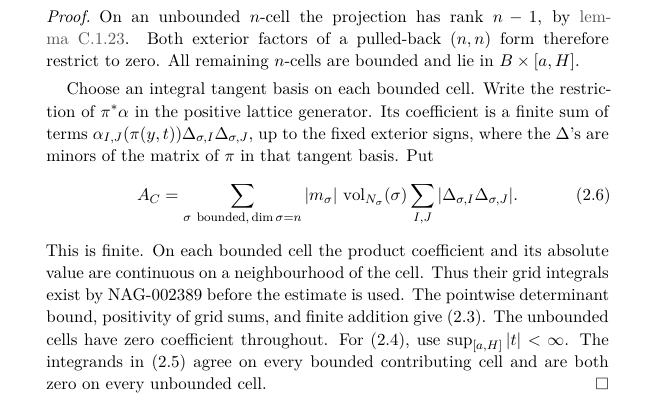 Proof. On an unbounded n-cell the projection has rank n − 1, by lem-
ma C.1.23. Both exterior factors of a pulled-back (n, n) form therefore
restrict to zero. All remaining n-cells are bounded and lie in B × [a, H].
Choose an integral tangent basis on each bounded cell. Write the restric-
tion of π*α in the positive lattice generator. Its coefficient is a finite sum of
terms α_{I,J}(π(y, t))Δ_{σ,I}Δ_{σ,J}, up to the fixed exterior signs, where the Δ's are
minors of the matrix of π in that tangent basis. Put
A_C = ∑_{σ bounded, dim σ=n} |m_σ| vol_{N_σ}(σ) ∑_{I,J} |Δ_{σ,I}Δ_{σ,J}|. (2.6)
This is finite. On each bounded cell the product coefficient and its absolute
value are continuous on a neighbourhood of the cell. Thus their grid integrals
exist by NAG-002389 before the estimate is used. The pointwise determinant
bound, positivity of grid sums, and finite addition give (2.3). The unbounded
cells have zero coefficient throughout. For (2.4), use sup_{[a,H]} |t| < ∞. The
integrands in (2.5) agree on every bounded contributing cell and are both
zero on every unbounded cell. □